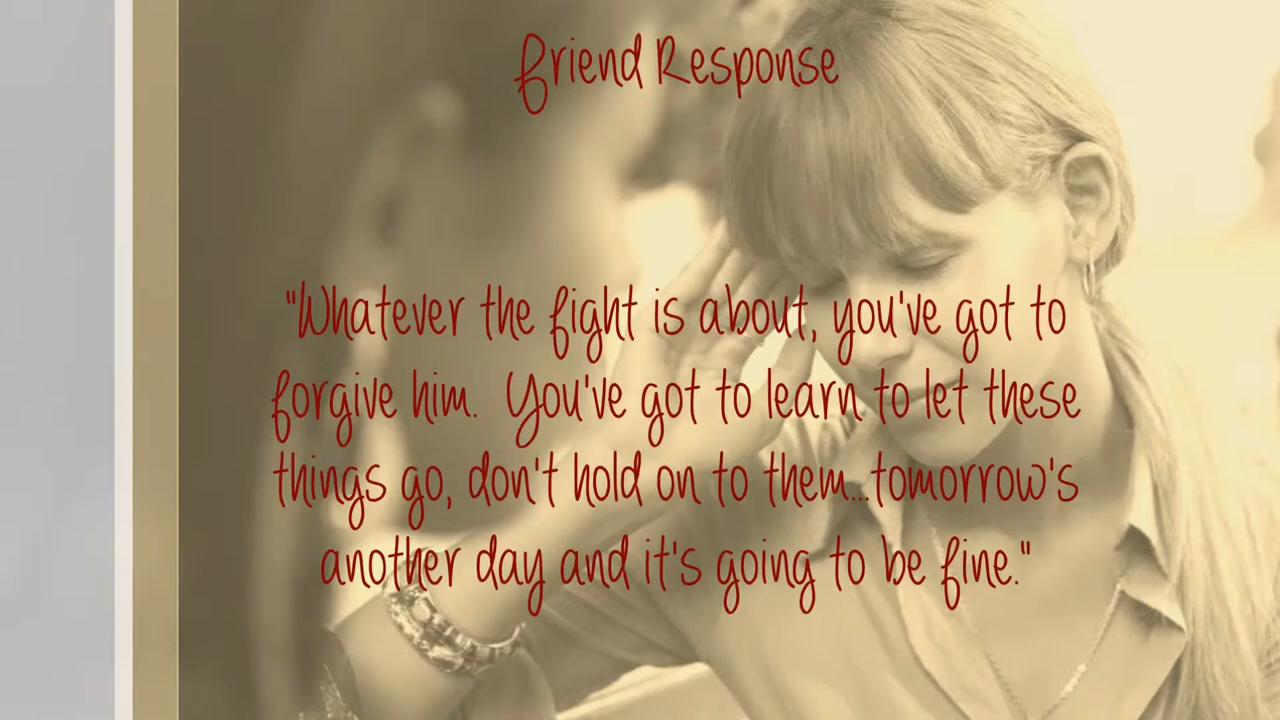 Friend Response
"Whatever the fight is about, you've got to
forgive him. You've got to learn to let these
things go, don't hold on to them...tomorrow's
another day and it's going to be fine."